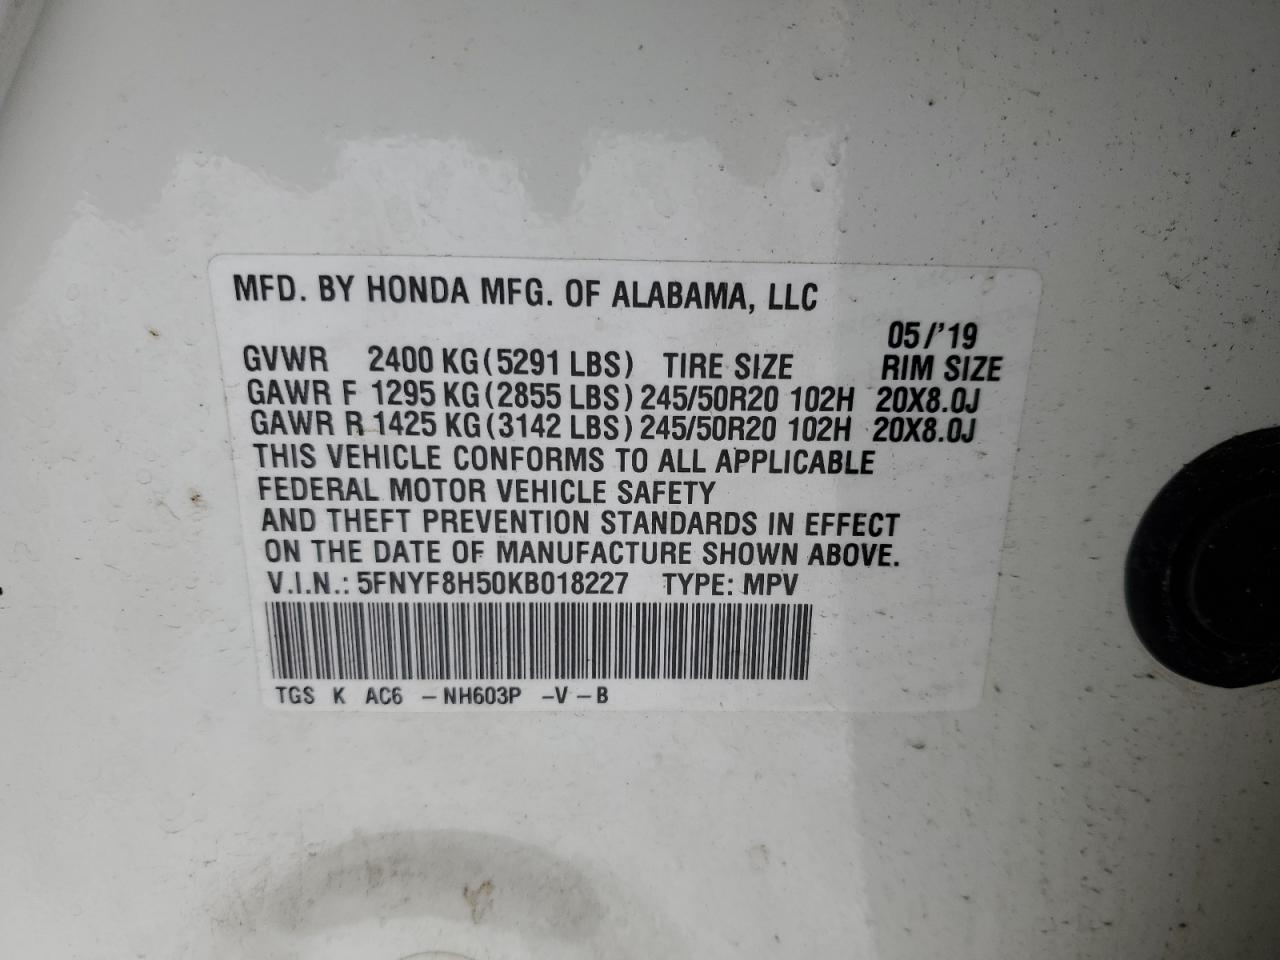 MFD. BY HONDA MFG. OF ALABAMA, LLC
05/'19
GVWR 2400 KG(5291 LBS) TIRE SIZE RIM SIZE
GAWR F 1295 KG(2855 LBS) 245/50R20 102H 20X8.0J
GAWR R 1425 KG(3142 LBS) 245/50R20 102H 20X8.0J
THIS VEHICLE CONFORMS TO ALL APPLICABLE
FEDERAL MOTOR VEHICLE SAFETY
AND THEFT PREVENTION STANDARDS IN EFFECT
ON THE DATE OF MANUFACTURE SHOWN ABOVE.
V.I.N.: 5FNYF8H50KB018227 TYPE: MPV
TGS K AC6 – NH603P –V – B